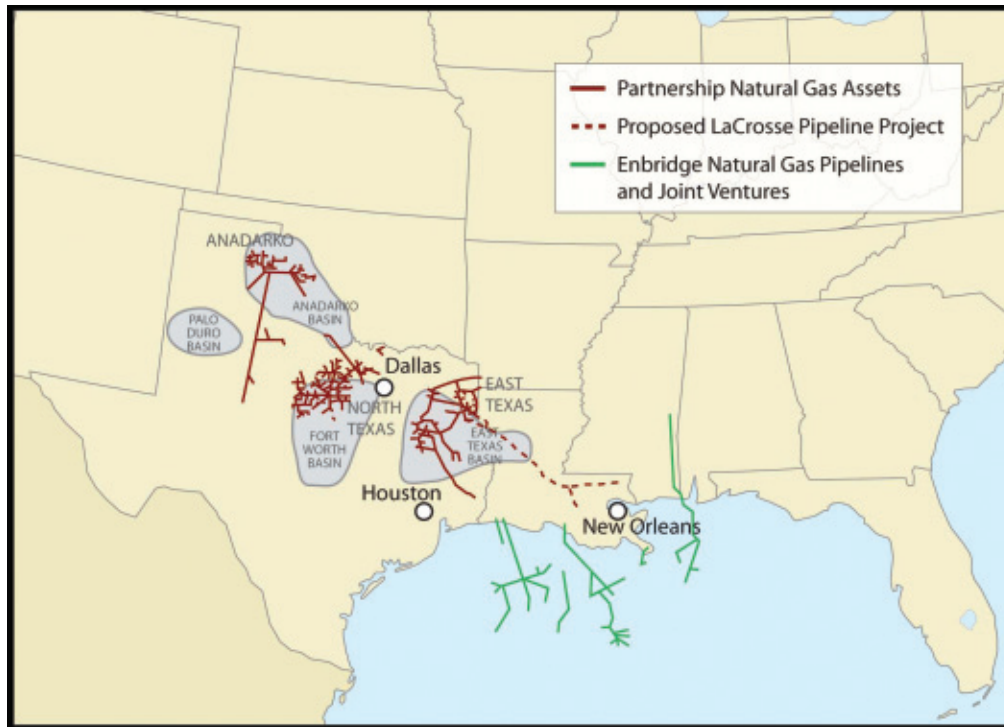 Partnership Natural Gas Assets
Proposed LaCrosse Pipeline Project
Enbridge Natural Gas Pipelines
and Joint Ventures
ANADARKO
ANADARKO
BASIN
PALO
DURO
BASIN
Dallas
NORTH
TEXAS
EAST
TEXAS
FORT
WORTH
BASIN
EAST
TEXAS
BASIN
Houston
New Orleans